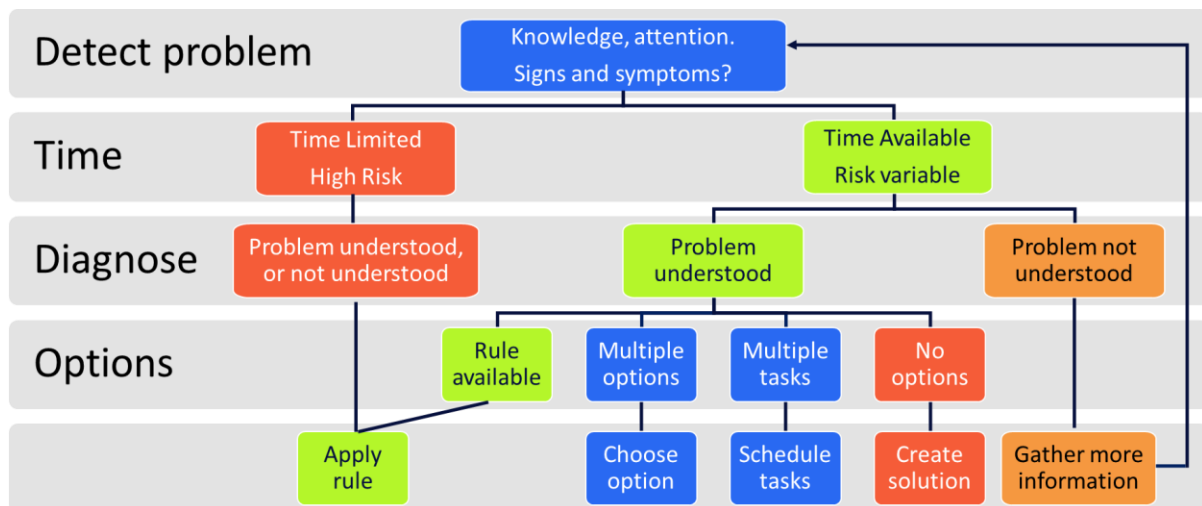 Detect problem
Knowledge, attention.
Signs and symptoms?
Time
Time Limited
High Risk
Time Available
Risk variable
Diagnose
Problem understood,
or not understood
Problem
understood
Problem not
understood
Options
Rule
available
Multiple
options
Multiple
tasks
No
options
Apply
rule
Choose
option
Schedule
tasks
Create
solution
Gather more
information